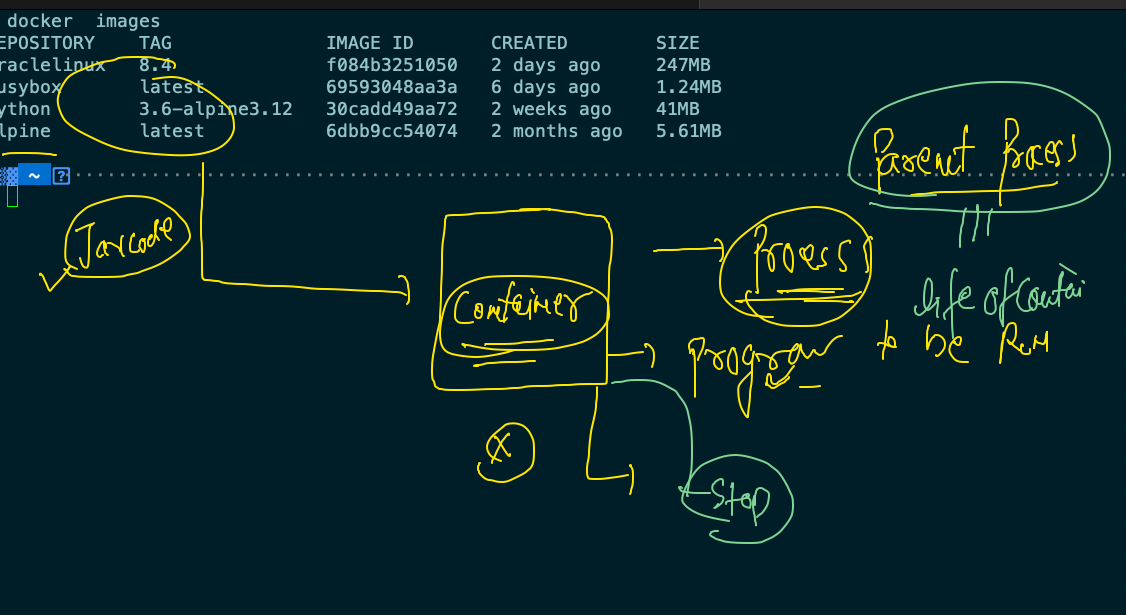 docker images
EPOSITORY TAG IMAGE ID CREATED SIZE
raclelinux 8.4 f084b3251050 2 days ago 247MB
usybox latest 69593048aa3a 6 days ago 1.24MB
ython 3.6-alpine3.12 30cadd49aa72 2 weeks ago 41MB
lpine latest 6dbb9cc54074 2 months ago 5.61MB
Parent Process
~ ?
Process
Container
life of Contai
program to be Run
X
Stop